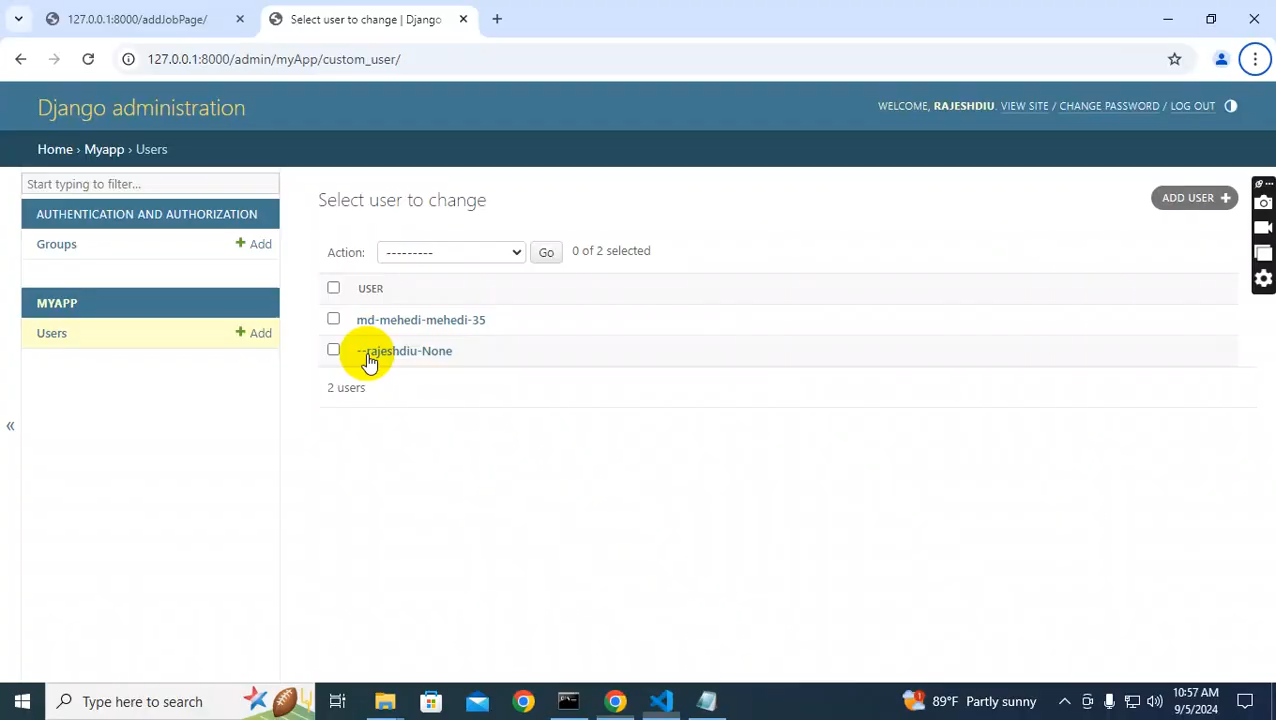 127.0.0.1:8000/addJobPage/
Select user to change | Django
127.0.0.1:8000/admin/myApp/custom_user/
Django administration
WELCOME, RAJESHDIU. VIEW SITE / CHANGE PASSWORD / LOG OUT
Home › Myapp › Users
Start typing to filter...
AUTHENTICATION AND AUTHORIZATION
Groups
Add
MYAPP
Users
Add
Select user to change
ADD USER
Action:
---------
Go
0 of 2 selected
USER
md-mehedi-mehedi-35
--rajeshdiu-None
2 users
«
Type here to search
1
89°F Partly sunny
10:57 AM
9/5/2024